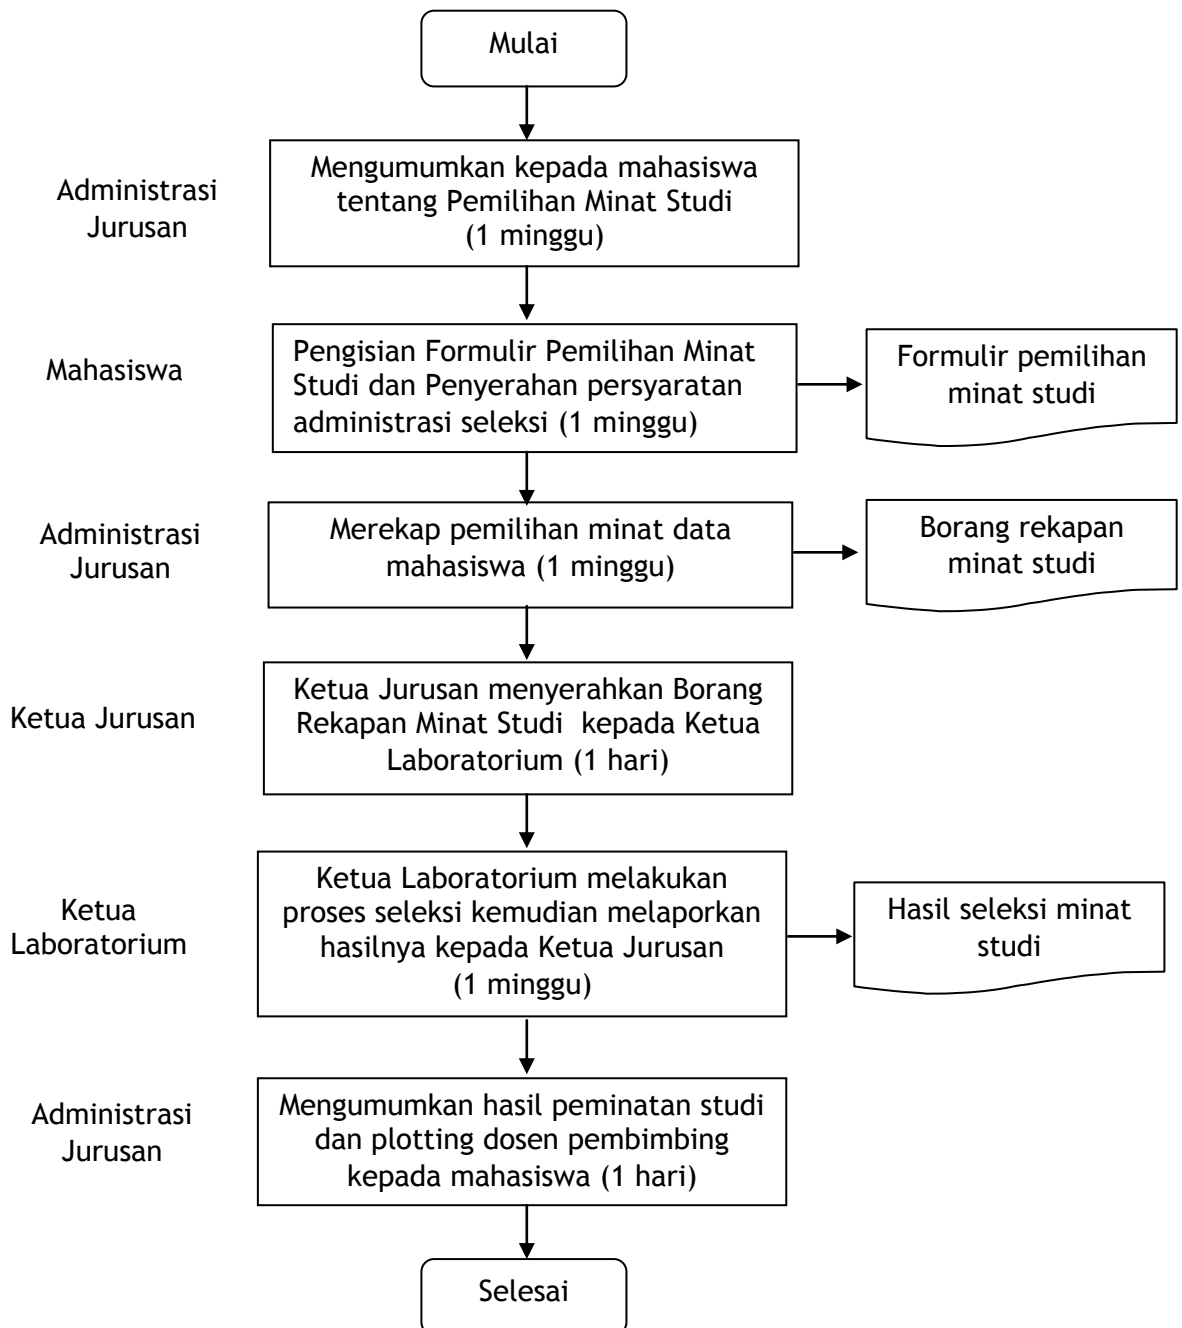 Mulai
Administrasi
Jurusan
Mengumumkan kepada mahasiswa
tentang Pemilihan Minat Studi
(1 minggu)
Mahasiswa
Pengisian Formulir Pemilihan Minat
Studi dan Penyerahan persyaratan
administrasi seleksi (1 minggu)
Formulir pemilihan
minat studi
Administrasi
Jurusan
Merekap pemilihan minat data
mahasiswa (1 minggu)
Borang rekapan
minat studi
Ketua Jurusan
Ketua Jurusan menyerahkan Borang
Rekapan Minat Studi kepada Ketua
Laboratorium (1 hari)
Ketua
Laboratorium
Ketua Laboratorium melakukan
proses seleksi kemudian melaporkan
hasilnya kepada Ketua Jurusan
(1 minggu)
Hasil seleksi minat
studi
Administrasi
Jurusan
Mengumumkan hasil peminatan studi
dan plotting dosen pembimbing
kepada mahasiswa (1 hari)
Selesai